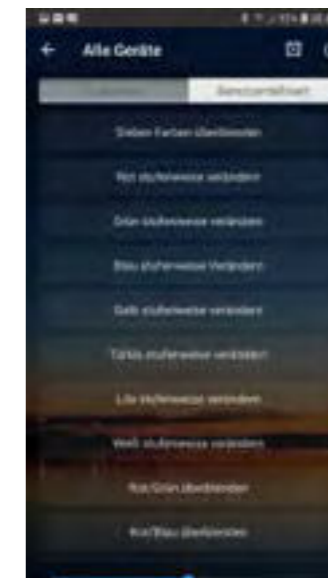 Alle Geräte
Benutzerdefiniert
Sieben Farben überblenden
Rot stufenweise verändern
Grün stufenweise verändern
Blau stufenweise Verändern
Gelb stufenweise verändern
Türkis stufenweise verändern
Lila stufenweise verändern
Weiß stufenweise verändern
Rot/Grün überblenden
Rot/Blau überblenden